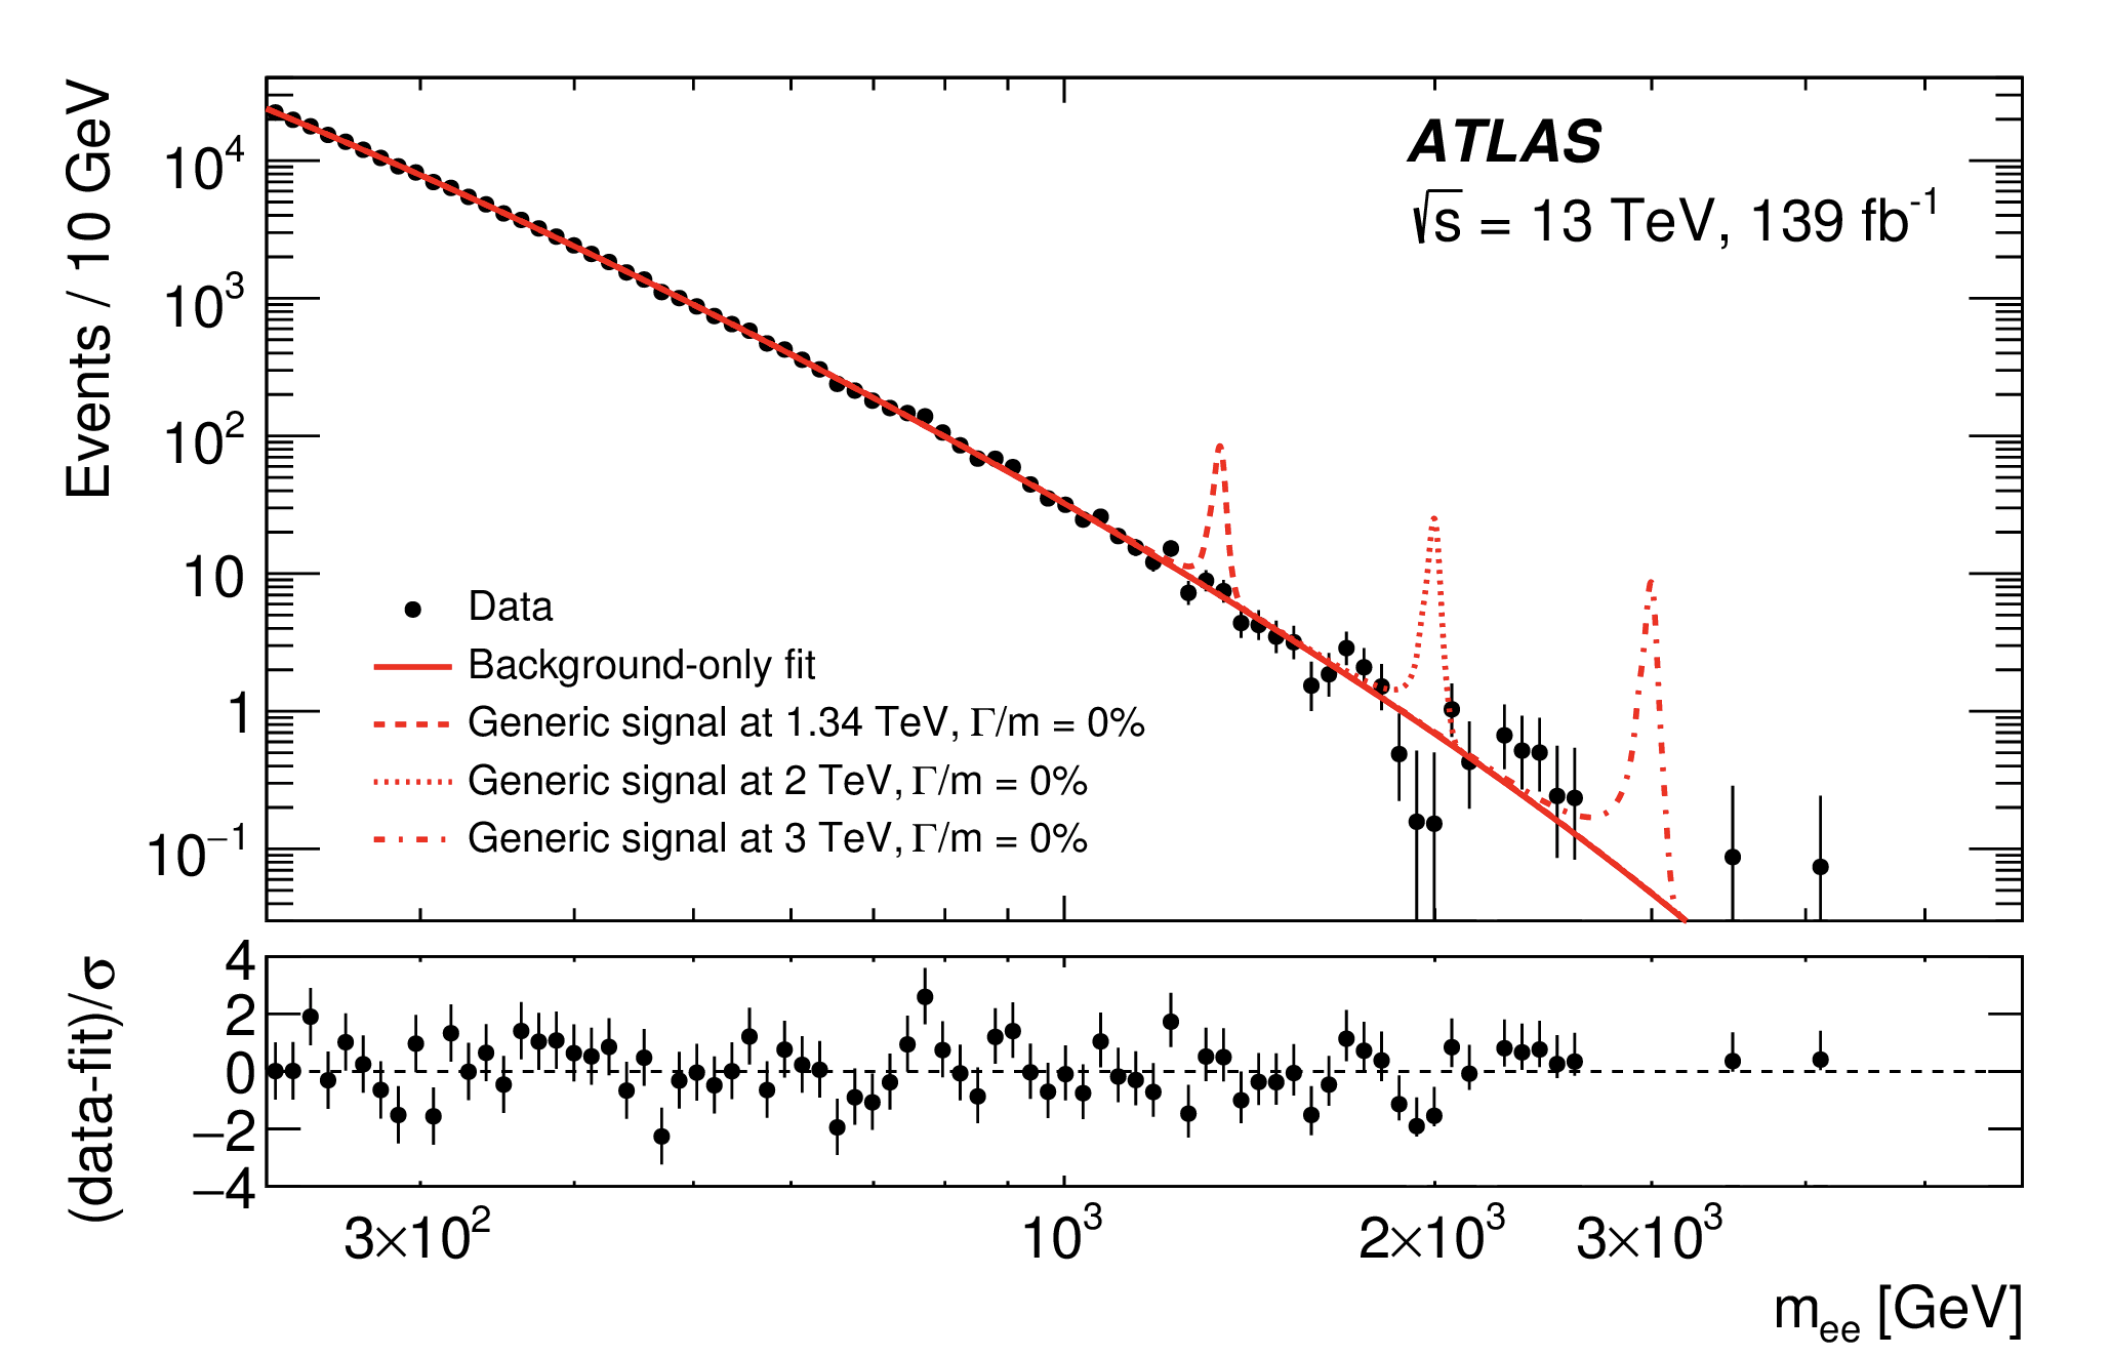 Events / 10 GeV
10⁴
10³
10²
10
1
10⁻¹
ATLAS
√s = 13 TeV, 139 fb⁻¹
Data
Background-only fit
Generic signal at 1.34 TeV, Γ/m = 0%
Generic signal at 2 TeV, Γ/m = 0%
Generic signal at 3 TeV, Γ/m = 0%
(data-fit)/σ
4
2
0
−2
−4
3×10² 10³ 2×10³ 3×10³
m_ee [GeV]